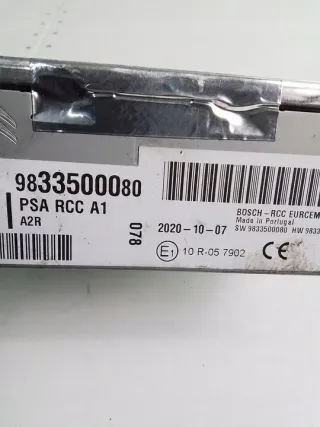 9833500080
PSA RCC A1
A2R
078
2020-10-07
E1 10 R-05 7902
BOSCH-RCC EURCEM
Made in Portugal
SW 9833500080 HW 9833